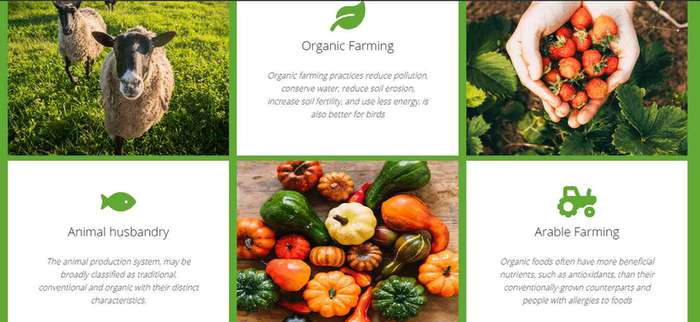 Organic Farming
Organic farming practices reduce pollution,
conserve water, reduce soil erosion,
increase soil fertility, and use less energy, is
also better for birds
Animal husbandry
The animal production system, may be
broadly classified as traditional,
conventional and organic with their distinct
characteristics.
Arable Farming
Organic foods often have more beneficial
nutrients, such as antioxidants, than their
conventionally-grown counterparts and
people with allergies to foods